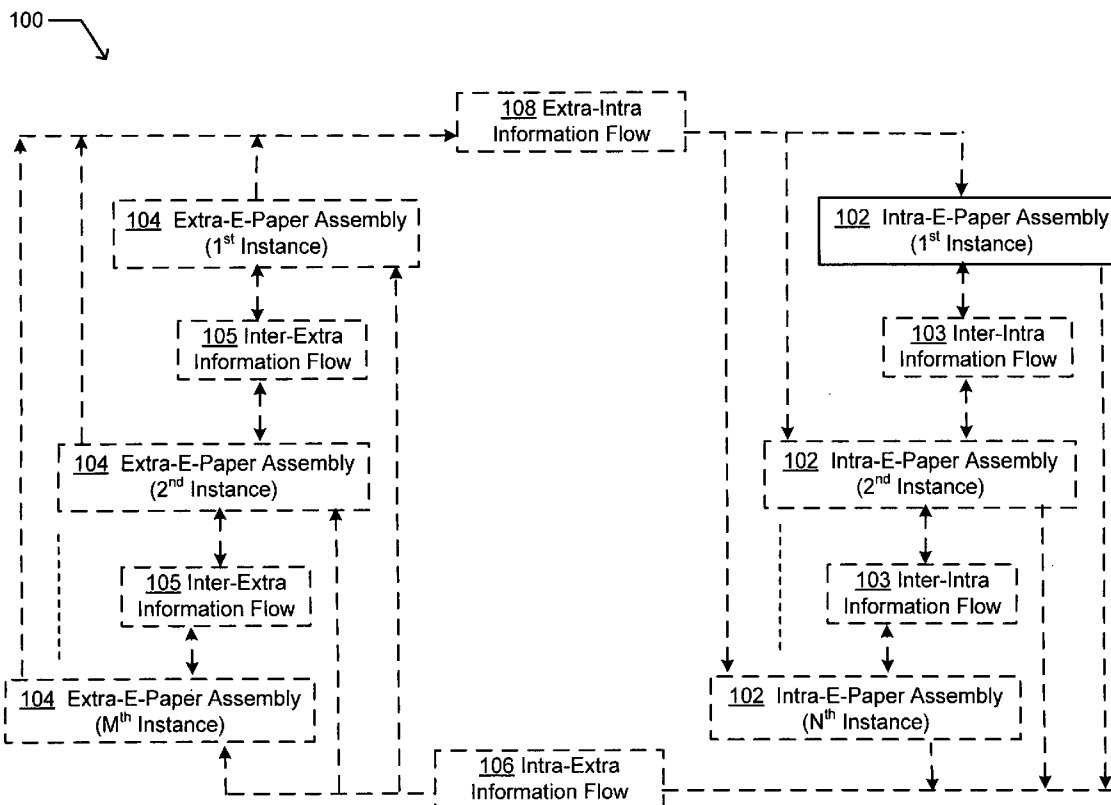 100
108 Extra-Intra
Information Flow
104 Extra-E-Paper Assembly
(1st Instance)
102 Intra-E-Paper Assembly
(1st Instance)
105 Inter-Extra
Information Flow
103 Inter-Intra
Information Flow
104 Extra-E-Paper Assembly
(2nd Instance)
102 Intra-E-Paper Assembly
(2nd Instance)
105 Inter-Extra
Information Flow
103 Inter-Intra
Information Flow
104 Extra-E-Paper Assembly
(Mth Instance)
102 Intra-E-Paper Assembly
(Nth Instance)
106 Intra-Extra
Information Flow